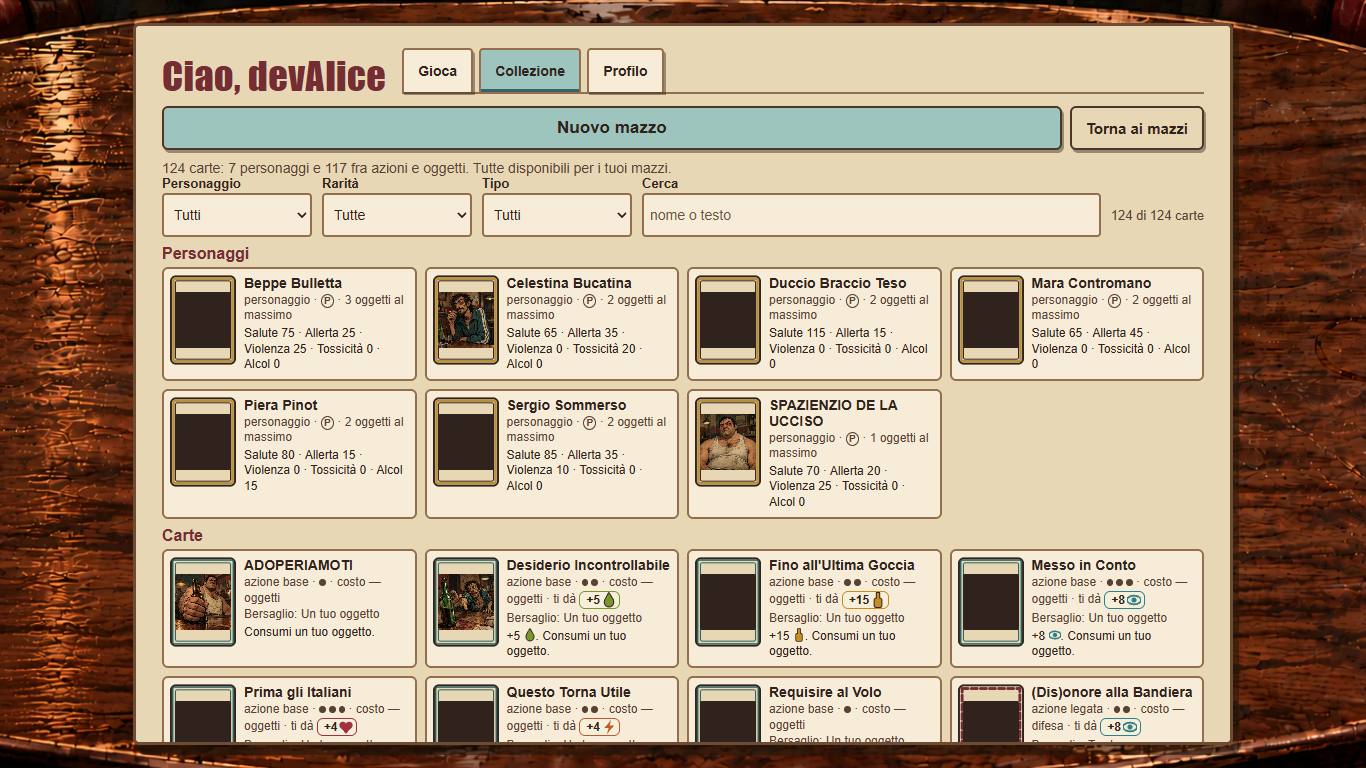 Ciao, devAlice
Gioca
Collezione
Profilo
Nuovo mazzo
Torna ai mazzi
124 carte: 7 personaggi e 117 fra azioni e oggetti. Tutte disponibili per i tuoi mazzi.
Personaggio
Rarità
Tipo
Cerca
Tutti
Tutte
Tutti
nome o testo
124 di 124 carte
Personaggi
Beppe Bulletta
personaggio · P · 3 oggetti al
massimo
Salute 75 · Allerta 25 ·
Violenza 25 · Tossicità 0 ·
Alcol 0
Celestina Bucatina
personaggio · P · 2 oggetti al
massimo
Salute 65 · Allerta 35 ·
Violenza 0 · Tossicità 20 ·
Alcol 0
Duccio Braccio Teso
personaggio · P · 2 oggetti al
massimo
Salute 115 · Allerta 15 ·
Violenza 0 · Tossicità 0 · Alcol
0
Mara Contromano
personaggio · P · 2 oggetti al
massimo
Salute 65 · Allerta 45 ·
Violenza 0 · Tossicità 0 · Alcol
0
Piera Pinot
personaggio · P · 2 oggetti al
massimo
Salute 80 · Allerta 15 ·
Violenza 0 · Tossicità 0 · Alcol
15
Sergio Sommerso
personaggio · P · 2 oggetti al
massimo
Salute 85 · Allerta 35 ·
Violenza 10 · Tossicità 0 ·
Alcol 0
SPAZIENZIO DE LA
UCCISO
personaggio · P · 1 oggetti al
massimo
Salute 70 · Allerta 20 ·
Violenza 25 · Tossicità 0 ·
Alcol 0
Carte
ADOPERIAMOTI
azione base · ● · costo —
oggetti
Bersaglio: Un tuo oggetto
Consumi un tuo oggetto.
Desiderio Incontrollabile
azione base · ●● · costo —
oggetti · ti dà +5
Bersaglio: Un tuo oggetto
+5 . Consumi un tuo
oggetto.
Fino all'Ultima Goccia
azione base · ●● · costo —
oggetti · ti dà +15
Bersaglio: Un tuo oggetto
+15 . Consumi un tuo
oggetto.
Messo in Conto
azione base · ●●● · costo —
oggetti · ti dà +8
Bersaglio: Un tuo oggetto
+8 . Consumi un tuo
oggetto.
Prima gli Italiani
azione base · ●●● · costo —
oggetti · ti dà +4
Questo Torna Utile
azione base · ●● · costo —
oggetti · ti dà +4
Requisire al Volo
azione base · ● · costo —
oggetti
Bersaglio: Un tuo oggetto
(Dis)onore alla Bandiera
azione legata · ●● · costo —
difesa · ti dà +8